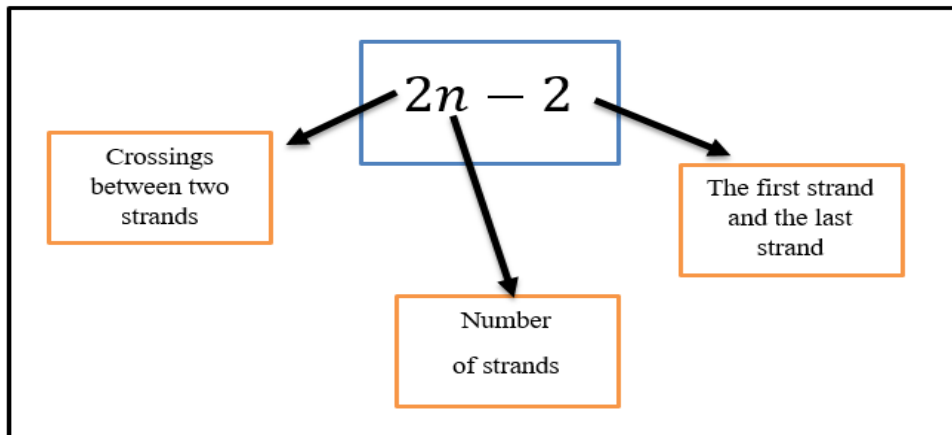 2n − 2
Crossings
between two
strands
The first strand
and the last
strand
Number
of strands